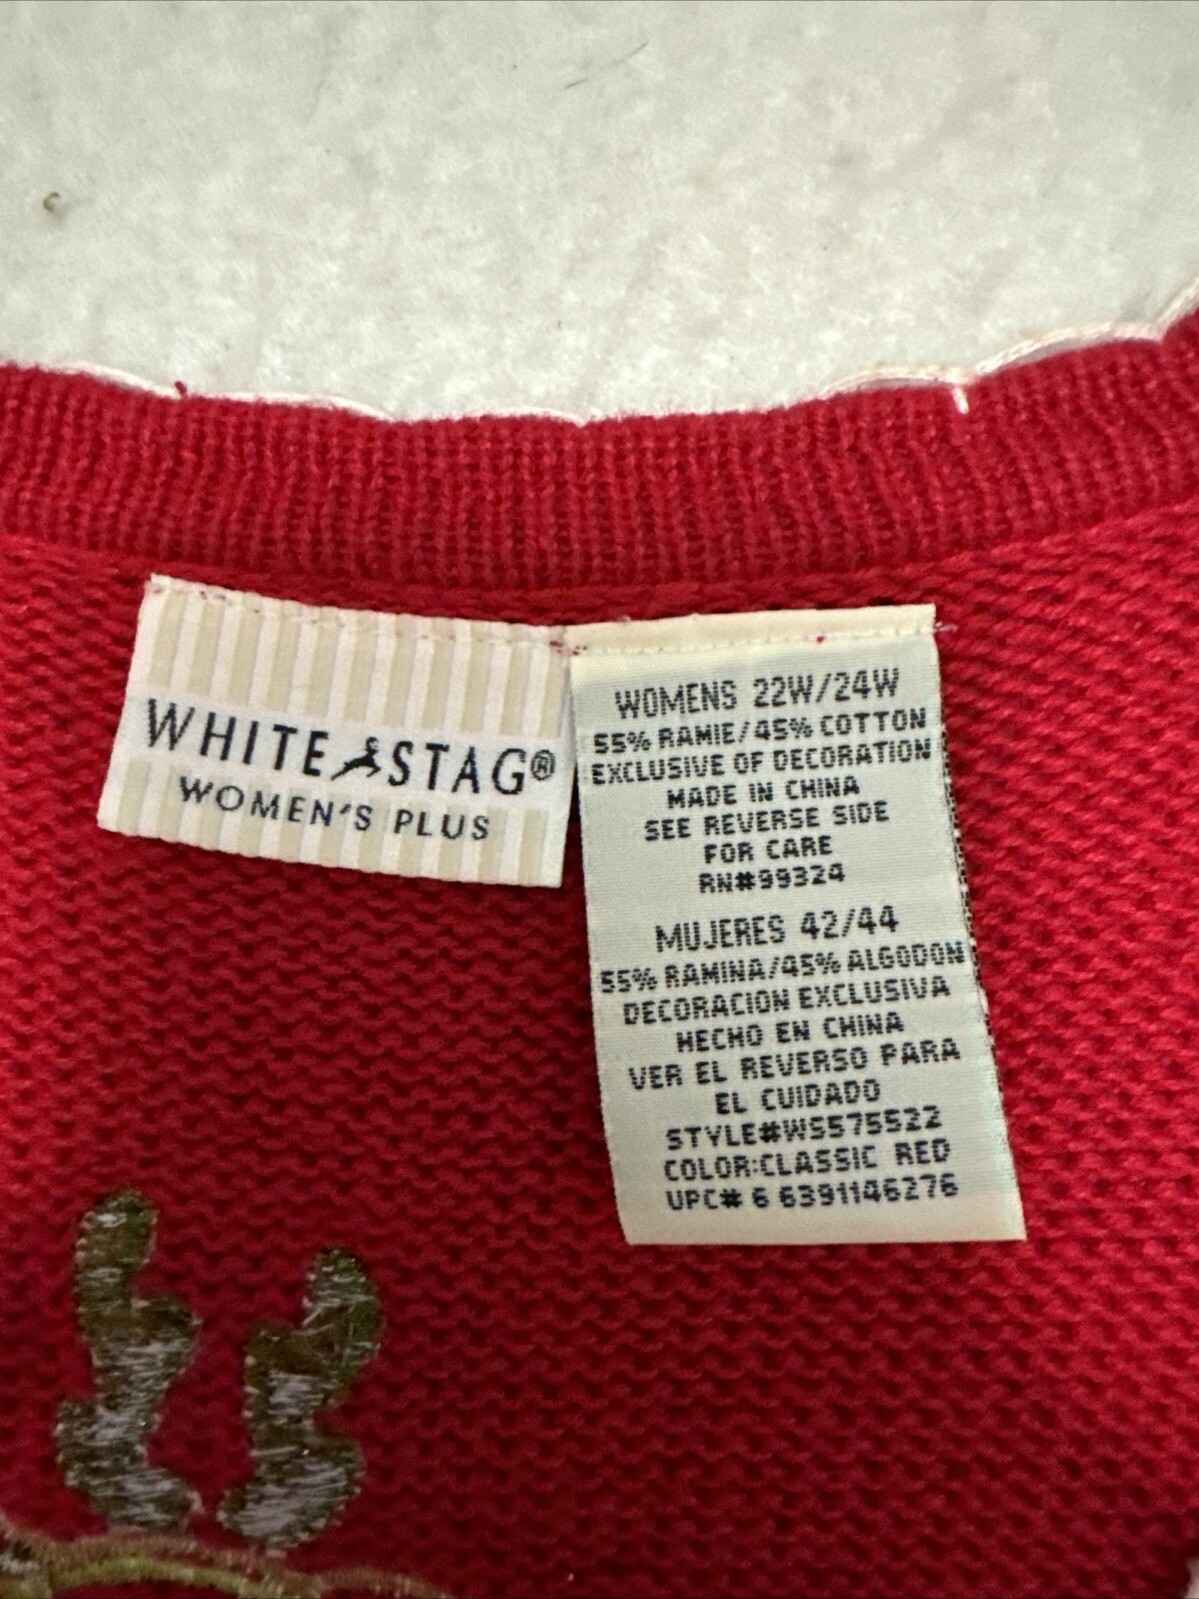 WHITE STAG®
WOMEN'S PLUS
WOMENS 22W/24W
55% RAMIE/45% COTTON
EXCLUSIVE OF DECORATION
MADE IN CHINA
SEE REVERSE SIDE
FOR CARE
RN#99324
MUJERES 42/44
55% RAMINA/45% ALGODON
DECORACION EXCLUSIVA
HECHO EN CHINA
VER EL REVERSO PARA
EL CUIDADO
STYLE#WS575522
COLOR:CLASSIC RED
UPC# 6 6391146276